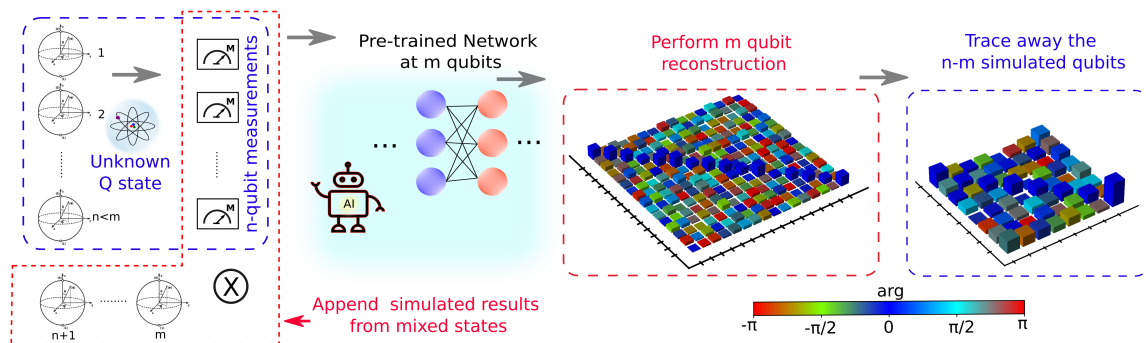 1
2
n<m
Unknown
Q state
M
M
M
n-qubit measurements
n+1
m
X
Append simulated results
from mixed states
Pre-trained Network
at m qubits
...
...
AI
Perform m qubit
reconstruction
Trace away the
n-m simulated qubits
arg
-π
-π/2
0
π/2
π